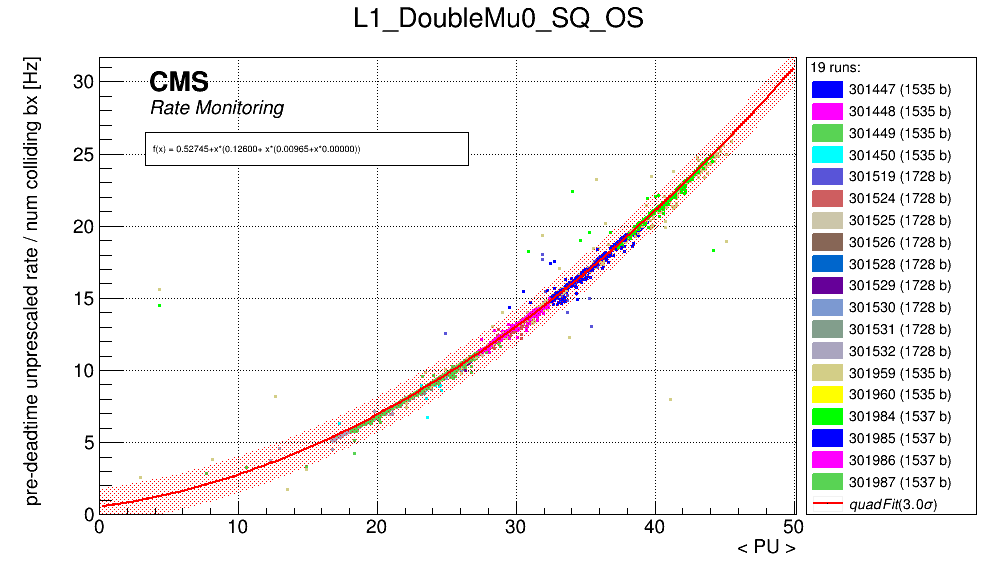 L1_DoubleMu0_SQ_OS
pre-deadtime unprescaled rate / num colliding bx [Hz]
CMS
Rate Monitoring
f(x) = 0.52745+x*(0.12600+ x*(0.00965+x*0.00000))
30
25
20
15
10
5
0
0 10 20 30 40 50
< PU >
19 runs:
301447 (1535 b)
301448 (1535 b)
301449 (1535 b)
301450 (1535 b)
301519 (1728 b)
301524 (1728 b)
301525 (1728 b)
301526 (1728 b)
301528 (1728 b)
301529 (1728 b)
301530 (1728 b)
301531 (1728 b)
301532 (1728 b)
301959 (1535 b)
301960 (1535 b)
301984 (1537 b)
301985 (1537 b)
301986 (1537 b)
301987 (1537 b)
quadFit(3.0σ)